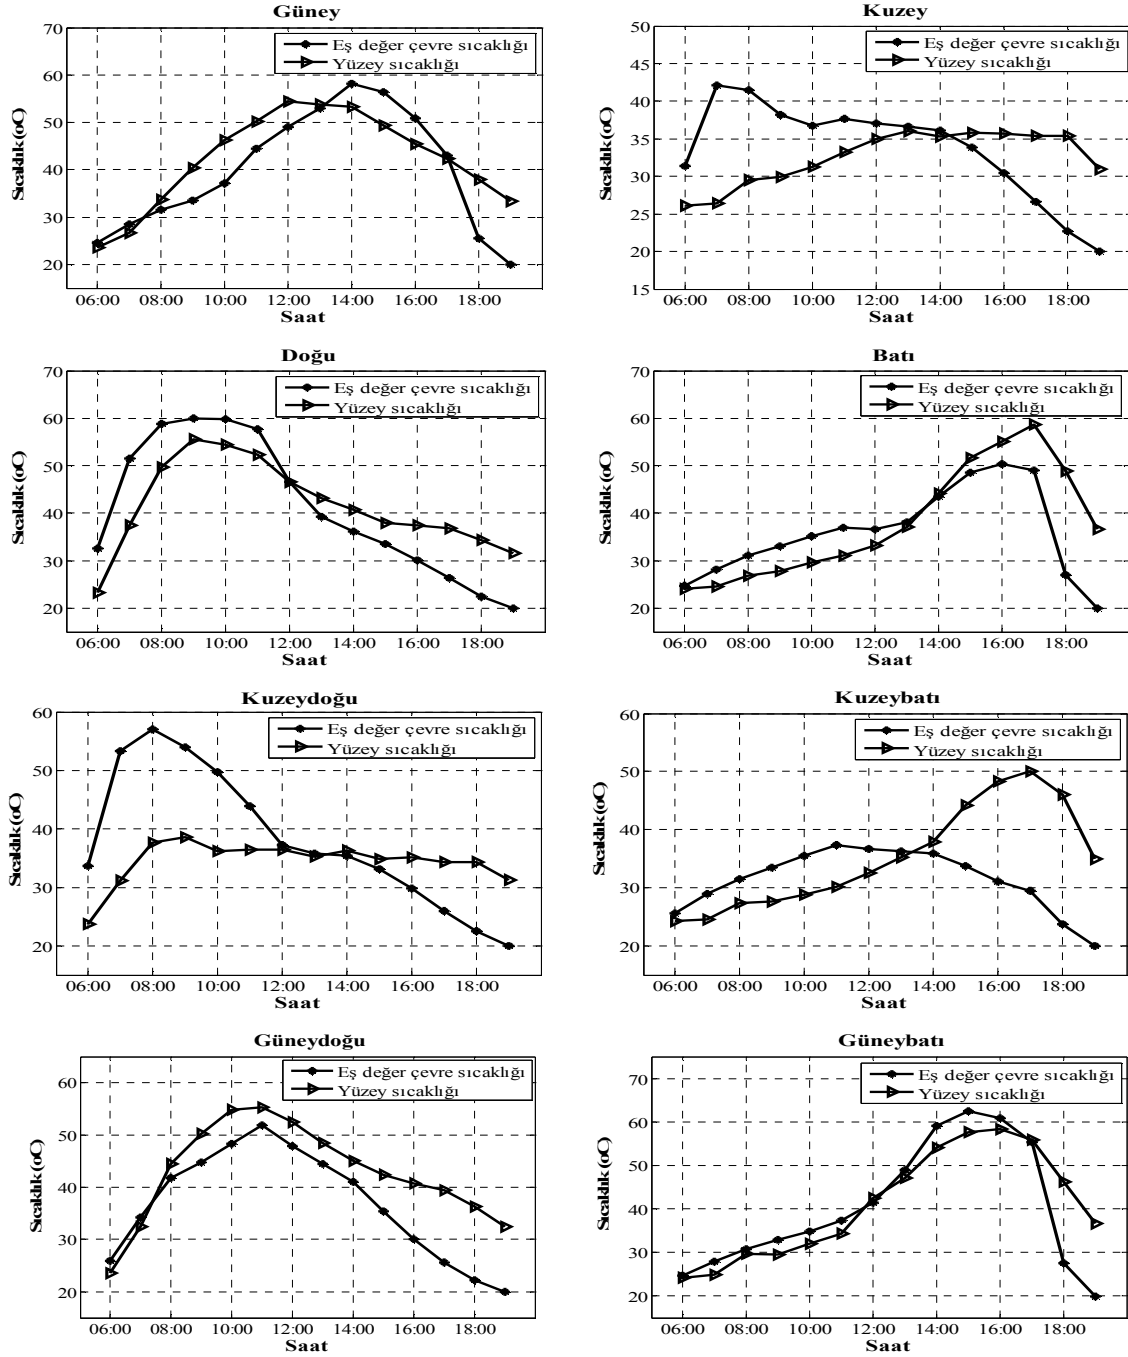 Güney
70
60
50
40
30
20
Sıcaklık(oC)
Eş değer çevre sıcaklığı
Yüzey sıcaklığı
06:00 08:00 10:00 12:00 14:00 16:00 18:00
Saat
Kuzey
50
45
40
35
30
25
20
15
Sıcaklık(oC)
Eş değer çevre sıcaklığı
Yüzey sıcaklığı
06:00 08:00 10:00 12:00 14:00 16:00 18:00
Saat
Doğu
70
60
50
40
30
20
Sıcaklık(oC)
Eş değer çevre sıcaklığı
Yüzey sıcaklığı
06:00 08:00 10:00 12:00 14:00 16:00 18:00
Saat
Batı
70
60
50
40
30
20
Sıcaklık(oC)
Eş değer çevre sıcaklığı
Yüzey sıcaklığı
06:00 08:00 10:00 12:00 14:00 16:00 18:00
Saat
Kuzeydoğu
60
50
40
30
20
Sıcaklık(oC)
Eş değer çevre sıcaklığı
Yüzey sıcaklığı
06:00 08:00 10:00 12:00 14:00 16:00 18:00
Saat
Kuzeybatı
60
50
40
30
20
Sıcaklık(oC)
Eş değer çevre sıcaklığı
Yüzey sıcaklığı
06:00 08:00 10:00 12:00 14:00 16:00 18:00
Saat
Güneydoğu
60
50
40
30
20
Sıcaklık(oC)
Eş değer çevre sıcaklığı
Yüzey sıcaklığı
06:00 08:00 10:00 12:00 14:00 16:00 18:00
Saat
Güneybatı
70
60
50
40
30
20
Sıcaklık(oC)
Eş değer çevre sıcaklığı
Yüzey sıcaklığı
06:00 08:00 10:00 12:00 14:00 16:00 18:00
Saat